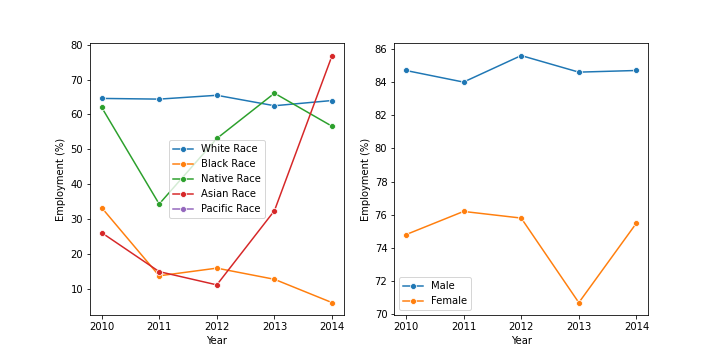 80
70
60
50
40
30
20
10
Employment (%)
White Race
Black Race
Native Race
Asian Race
Pacific Race
2010 2011 2012 2013 2014
Year
86
84
82
80
78
76
74
72
70
Employment (%)
Male
Female
2010 2011 2012 2013 2014
Year